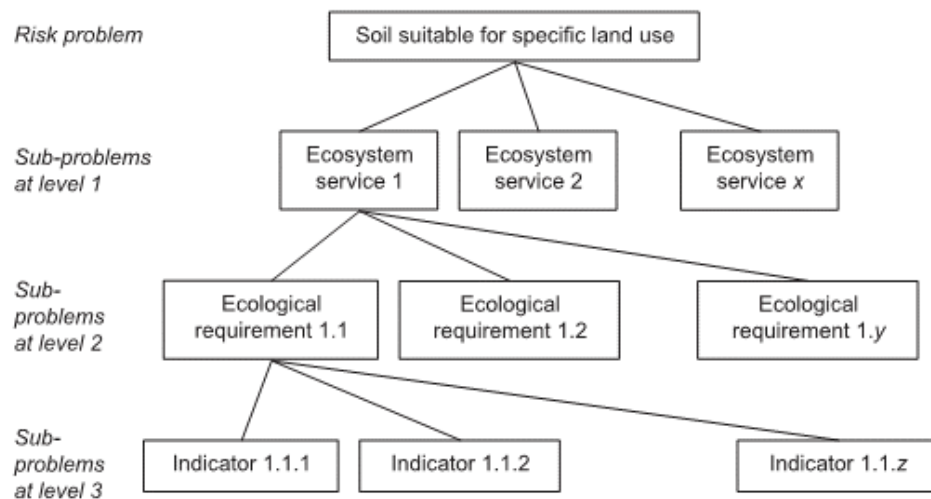 Risk problem
Soil suitable for specific land use
Sub-problems
at level 1
Ecosystem
service 1
Ecosystem
service 2
Ecosystem
service x
Sub-
problems
at level 2
Ecological
requirement 1.1
Ecological
requirement 1.2
Ecological
requirement 1.y
Sub-
problems
at level 3
Indicator 1.1.1
Indicator 1.1.2
Indicator 1.1.z